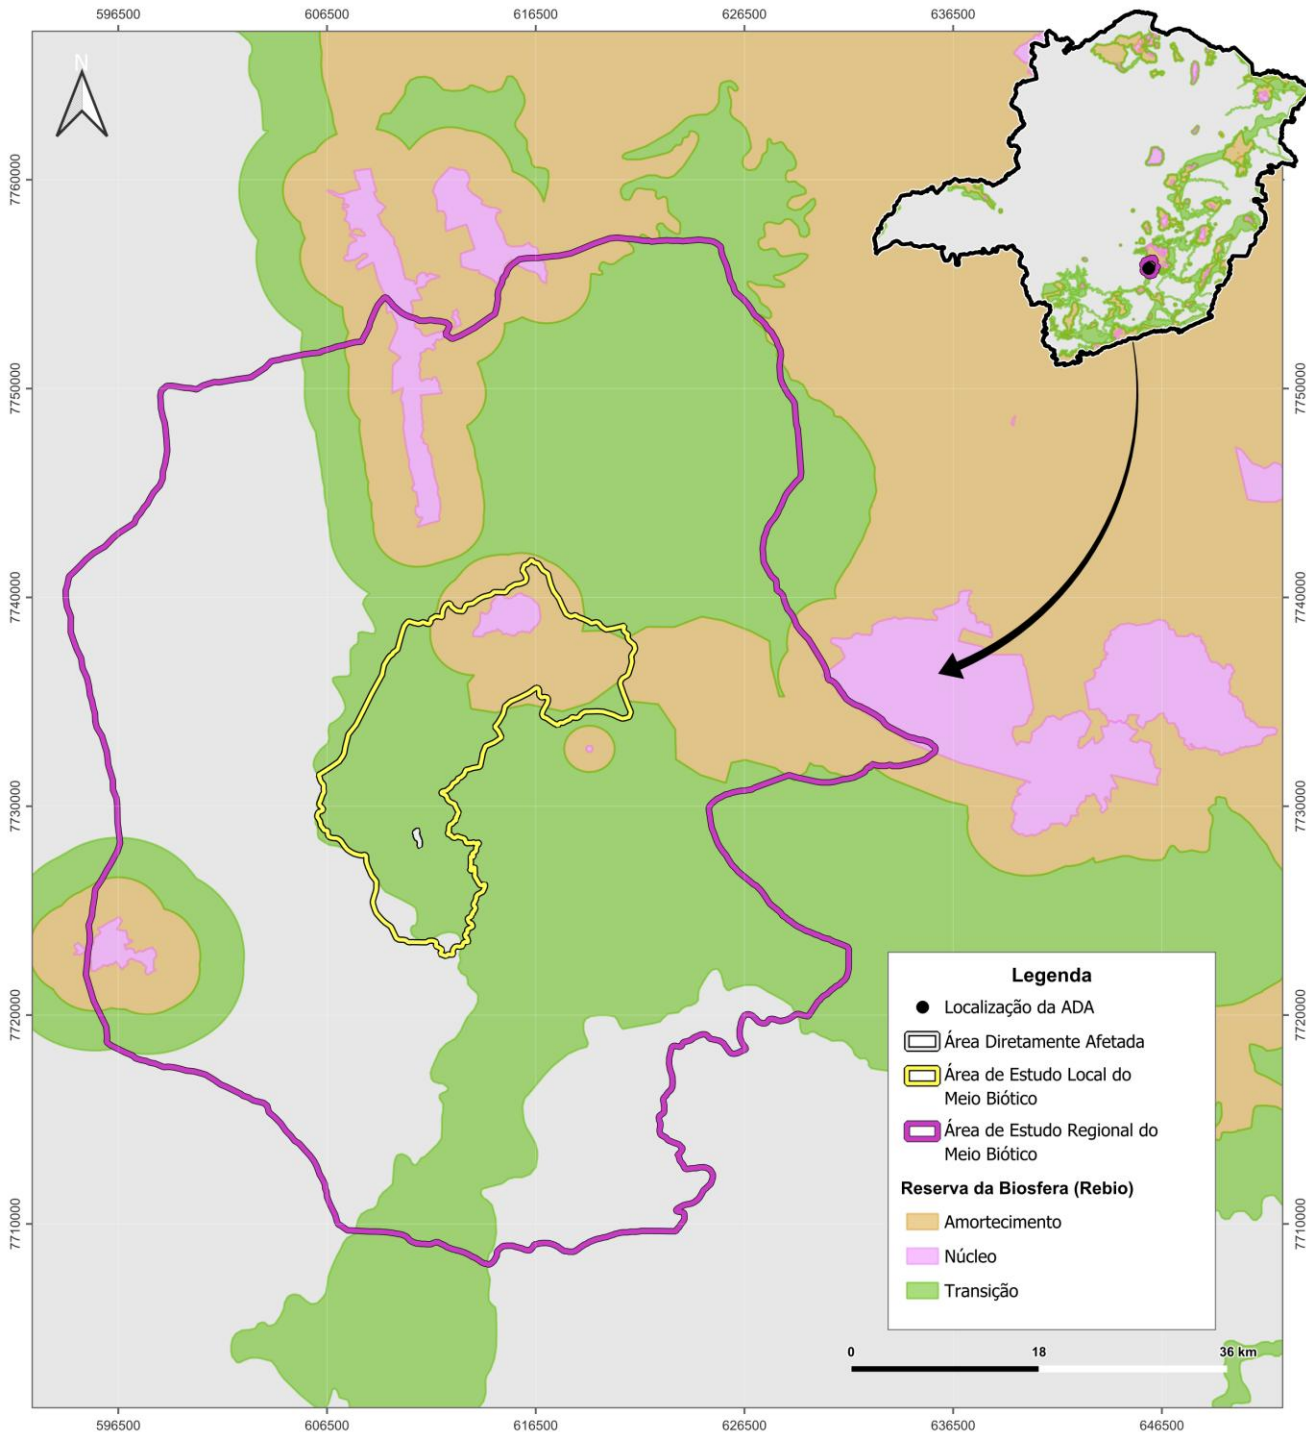 596500 606500 616500 626500 636500
N
7760000 7760000
7750000 7750000
7740000 7740000
7730000 7730000
7720000 7720000
7710000 7710000
Legenda
Localização da ADA
Área Diretamente Afetada
Área de Estudo Local do
Meio Biótico
Área de Estudo Regional do
Meio Biótico
Reserva da Biosfera (Rebio)
Amortecimento
Núcleo
Transição
0 18 36 km
596500 606500 616500 626500 636500 646500